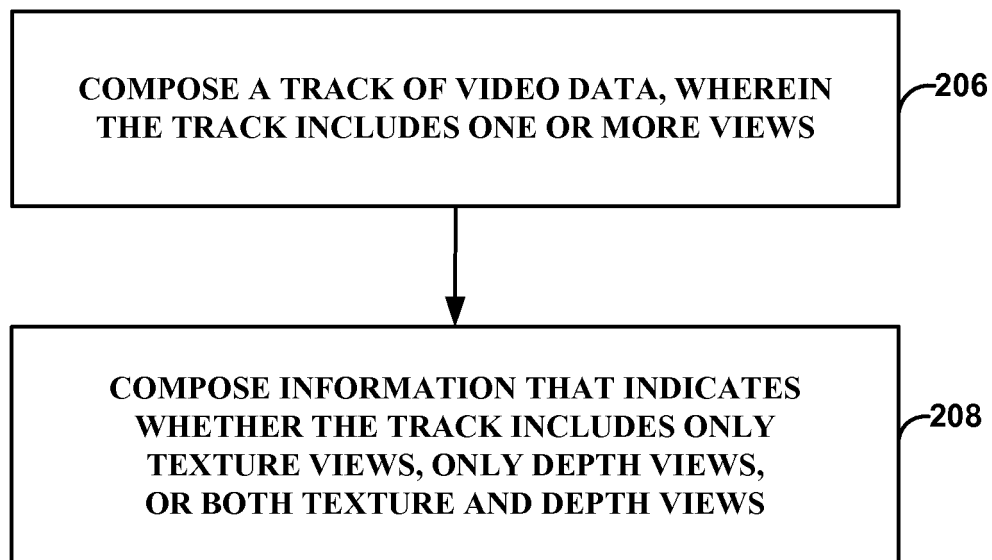 COMPOSE A TRACK OF VIDEO DATA, WHEREIN
THE TRACK INCLUDES ONE OR MORE VIEWS
206
COMPOSE INFORMATION THAT INDICATES
WHETHER THE TRACK INCLUDES ONLY
TEXTURE VIEWS, ONLY DEPTH VIEWS,
OR BOTH TEXTURE AND DEPTH VIEWS
208